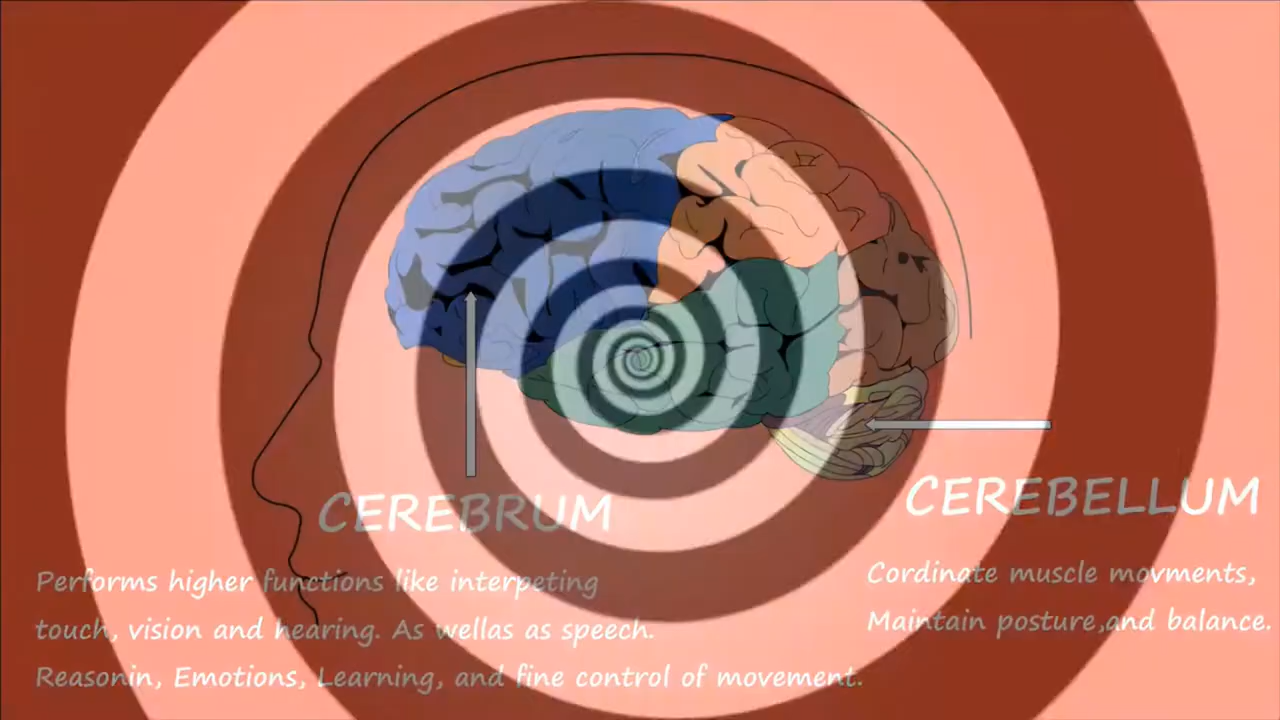 CEREBRUM
Performs higher functions like interpeting
touch, vision and hearing. As wellas as speech.
Reasonin, Emotions, Learning, and fine control of movement.
CEREBELLUM
Cordinate muscle movments,
Maintain posture,and balance.